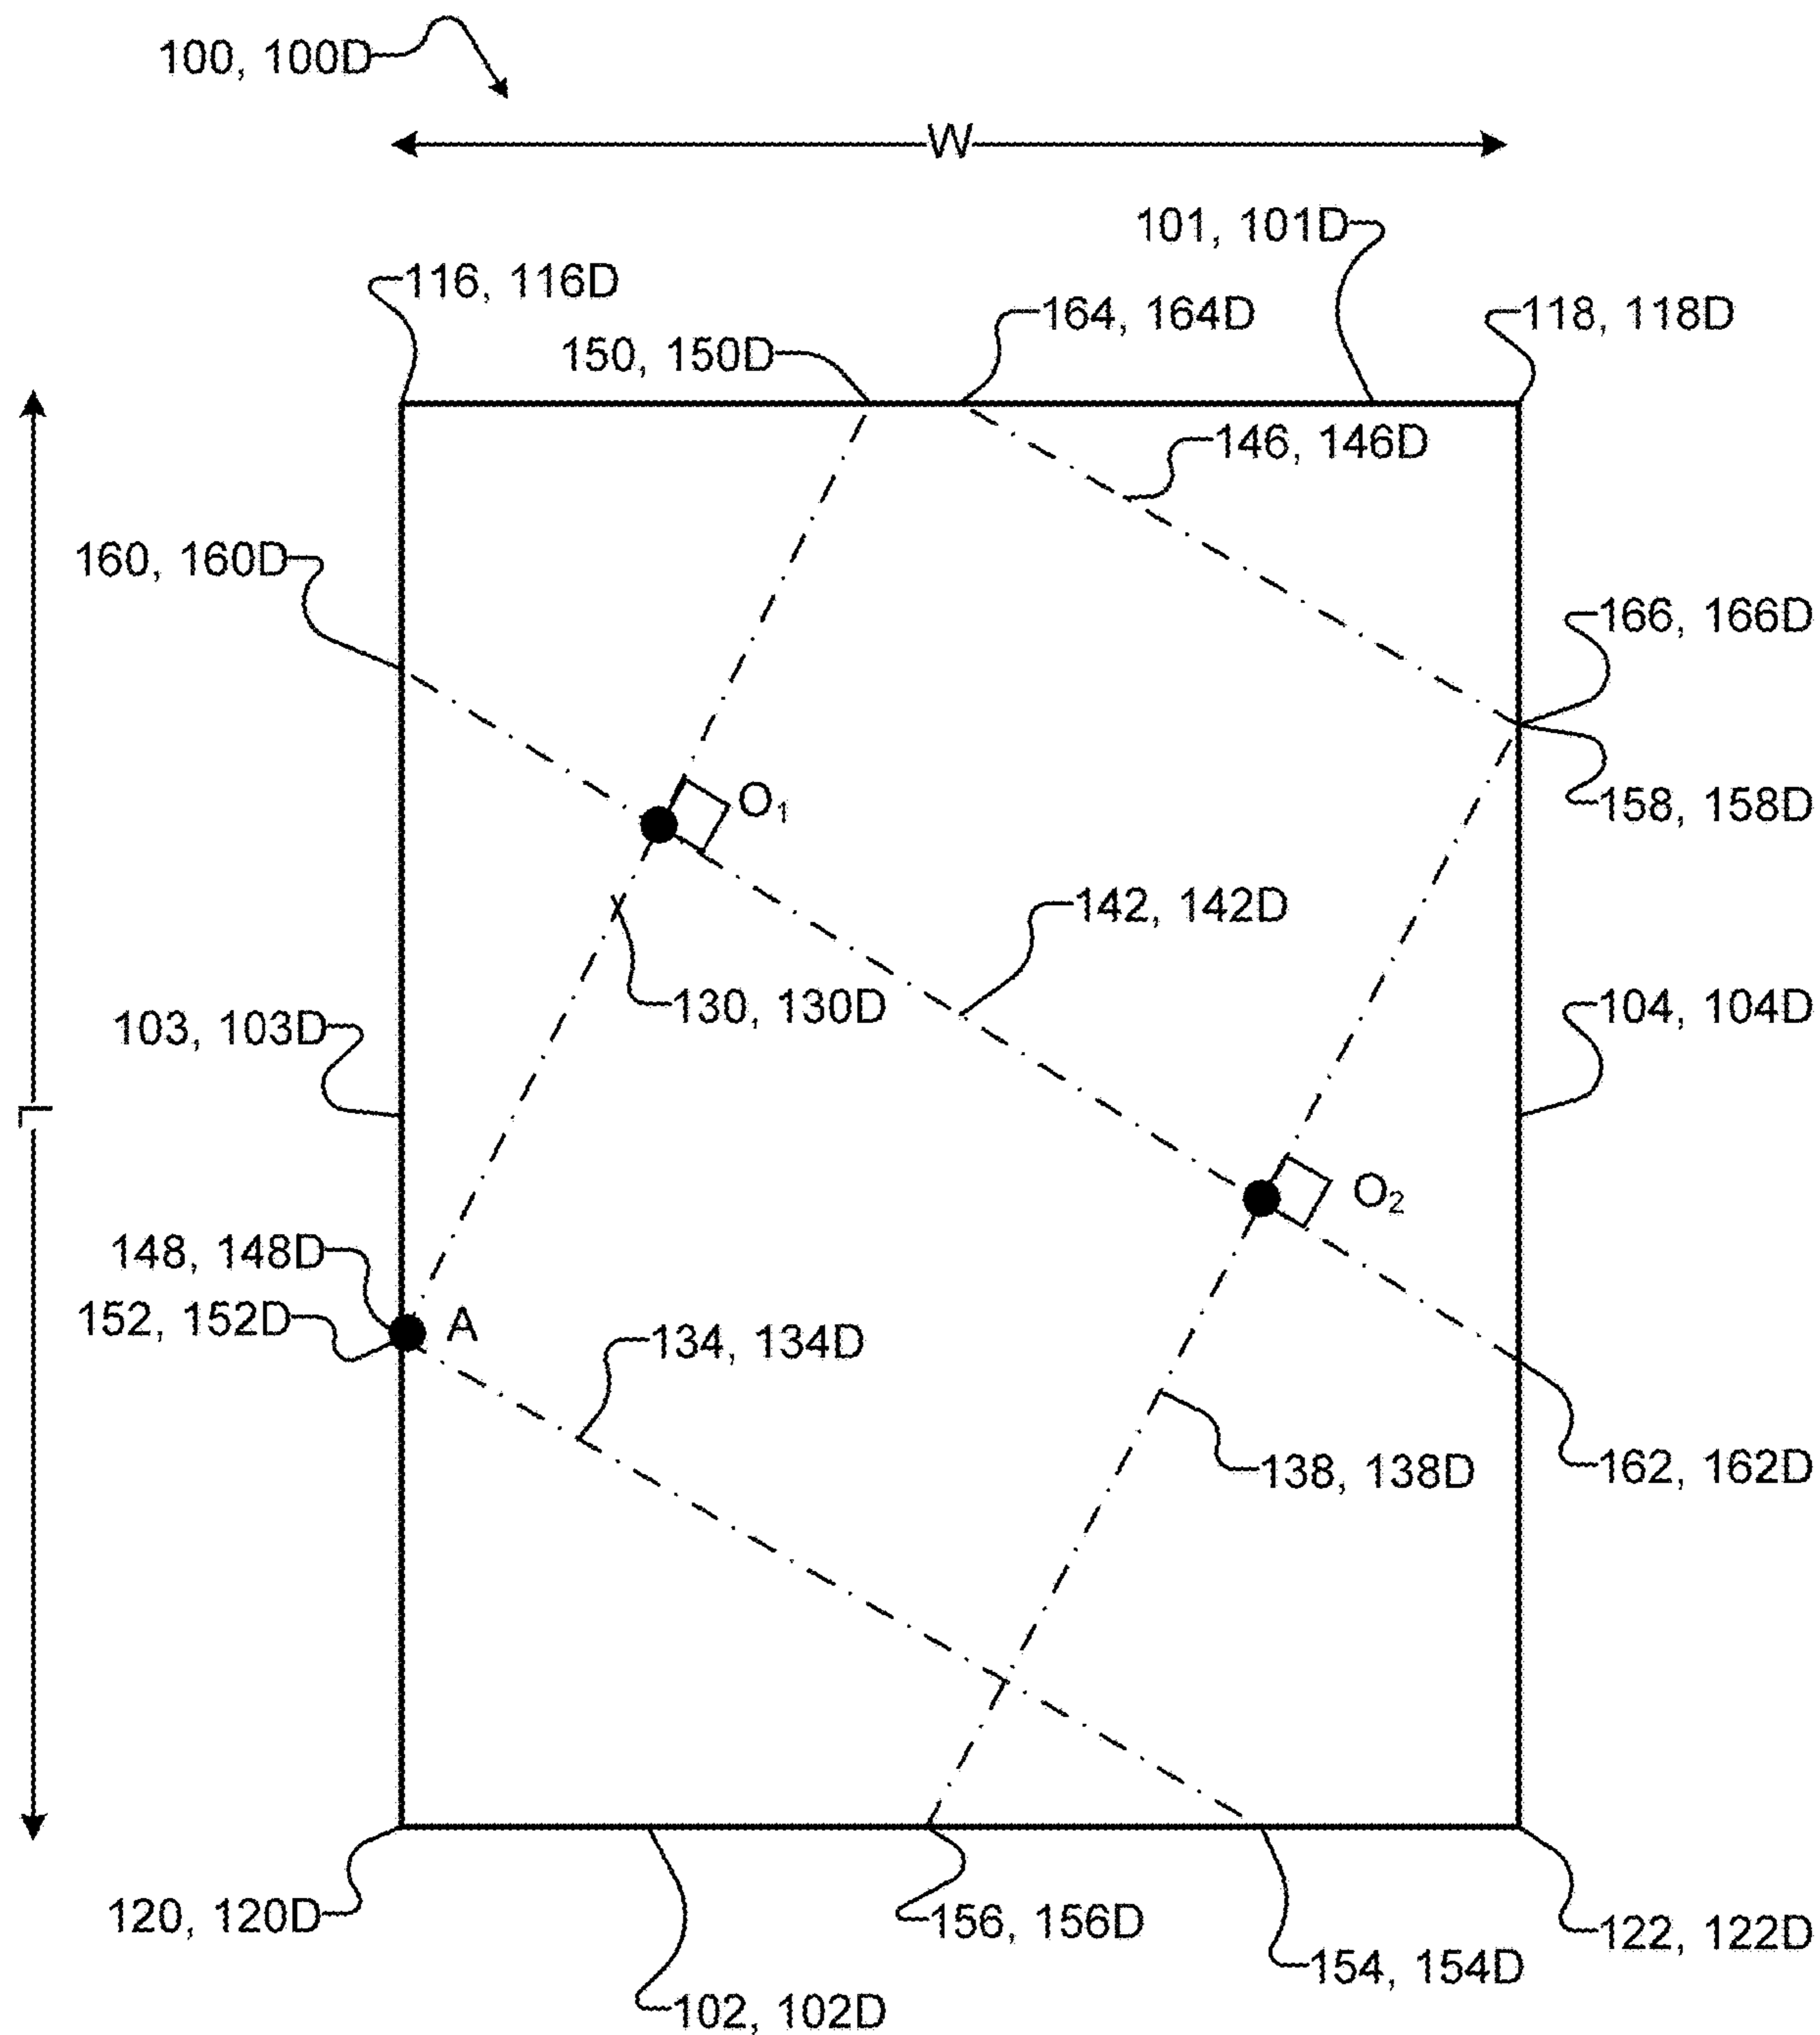 100, 100D
W
101, 101D
116, 116D
164, 164D
118, 118D
150, 150D
146, 146D
160, 160D
166, 166D
O₁
158, 158D
142, 142D
130, 130D
104, 104D
103, 103D
L
O₂
148, 148D
152, 152D
A
134, 134D
138, 138D
162, 162D
120, 120D
156, 156D
122, 122D
154, 154D
102, 102D